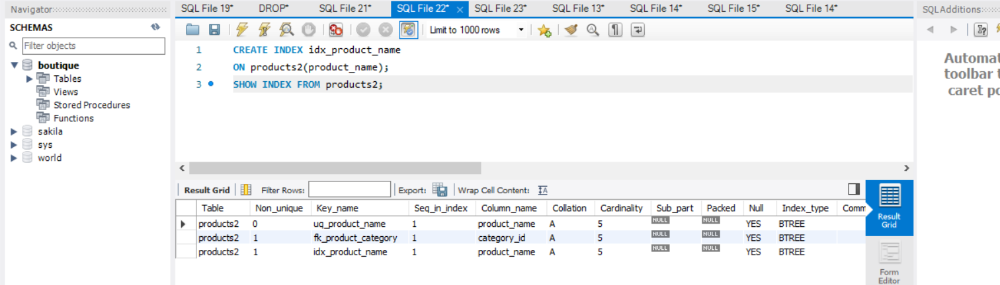 Navigator
SCHEMAS
Filter objects
boutique
Tables
Views
Stored Procedures
Functions
sakila
sys
world
SQL File 19* DROP* SQL File 21* SQL File 22* SQL File 23* SQL File 13* SQL File 14* SQL File 15* SQL File 14*
Limit to 1000 rows
1 CREATE INDEX idx_product_name
2 ON products2(product_name);
3 SHOW INDEX FROM products2;
Result Grid Filter Rows: Export: Wrap Cell Content:
Table Non_unique Key_name Seq_in_index Column_name Collation Cardinality Sub_part Packed Null Index_type Comm
products2 0 uq_product_name 1 product_name A 5 NULL NULL YES BTREE
products2 1 fk_product_category 1 category_id A 5 NULL NULL YES BTREE
products2 1 idx_product_name 1 product_name A 5 NULL NULL YES BTREE
Result
Grid
Form
Editor
SQLAdditions
Automat
toolbar t
caret po